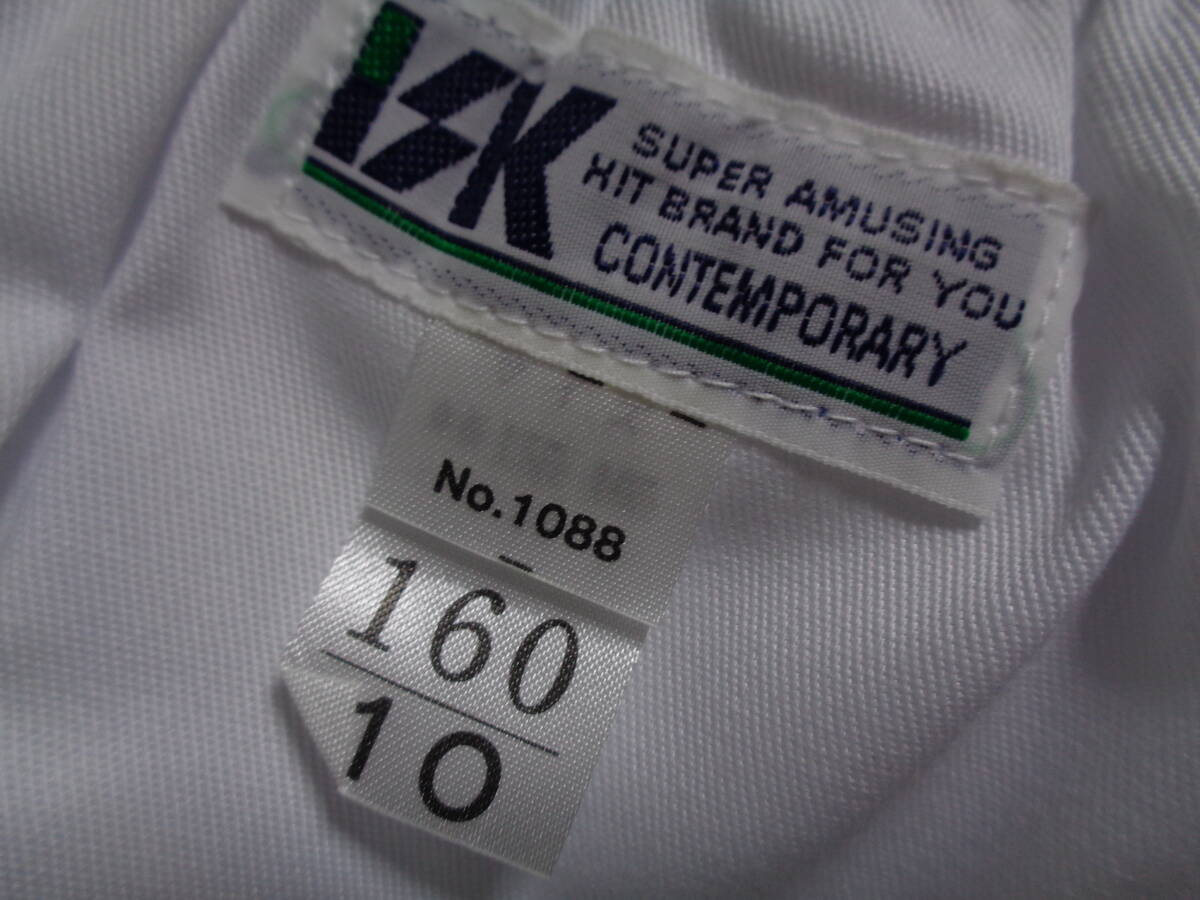 SUPER AMUSING
HIT BRAND FOR YOU
CONTEMPORARY
No.1088
160
10